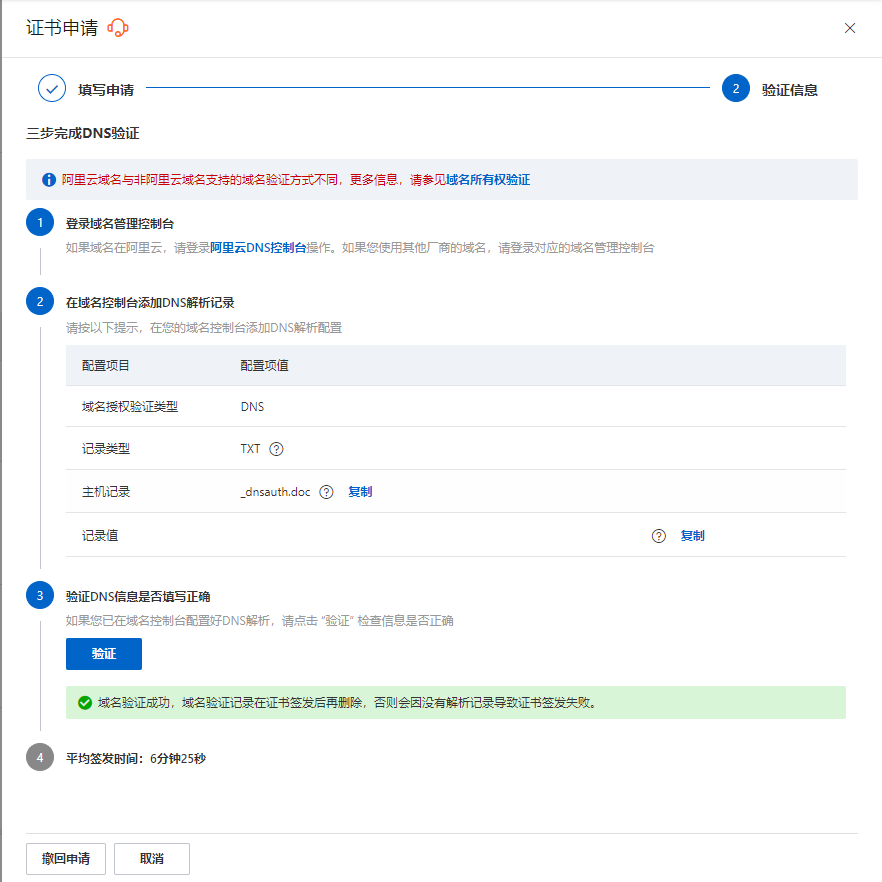 证书申请
填写申请
2 验证信息
三步完成DNS验证
阿里云域名与非阿里云域名支持的域名验证方式不同，更多信息，请参见域名所有权验证
1 登录域名管理控制台
如果域名在阿里云，请登录阿里云DNS控制台操作。如果您使用其他厂商的域名，请登录对应的域名管理控制台
2 在域名控制台添加DNS解析记录
请按以下提示，在您的域名控制台添加DNS解析配置
配置项目 配置项值
域名授权验证类型 DNS
记录类型 TXT ?
主机记录 _dnsauth.doc ? 复制
记录值 ? 复制
3 验证DNS信息是否填写正确
如果您已在域名控制台配置好DNS解析，请点击 “验证” 检查信息是否正确
验证
域名验证成功，域名验证记录在证书签发后再删除，否则会因没有解析记录导致证书签发失败。
4 平均签发时间：6分钟25秒
撤回申请 取消